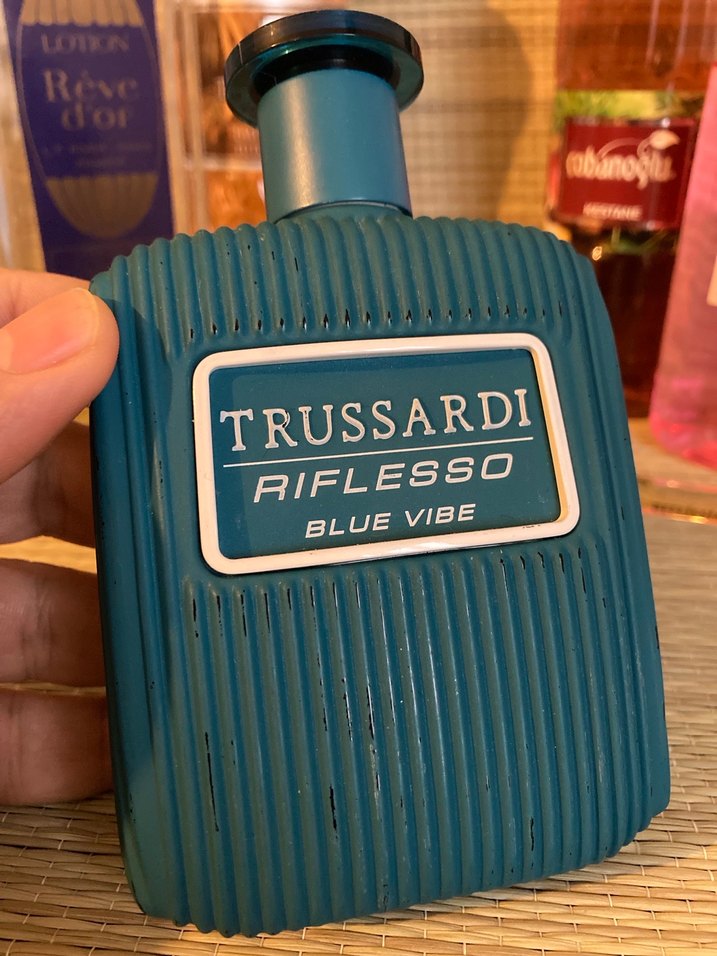 LOTION
Rêve
d'or
TRUSSARDI
RIFLESSO
BLUE VIBE